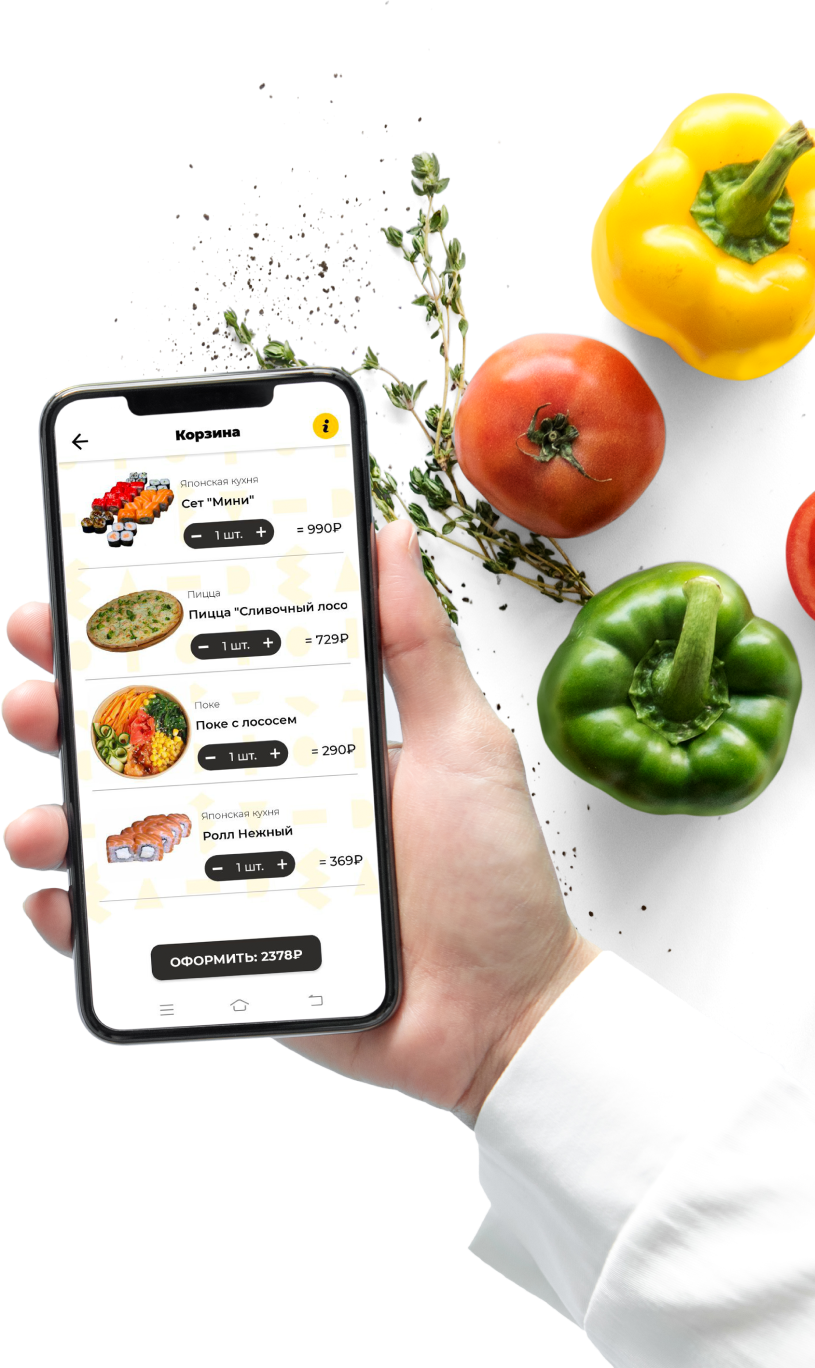 Корзина
i
Японская кухня
Сет "Мини"
− 1 шт. + = 990₽
Пицца
Пицца "Сливочный лосо
− 1 шт. + = 729₽
Поке
Поке с лососем
− 1 шт. + = 290₽
Японская кухня
Ролл Нежный
− 1 шт. + = 369₽
ОФОРМИТЬ: 2378₽